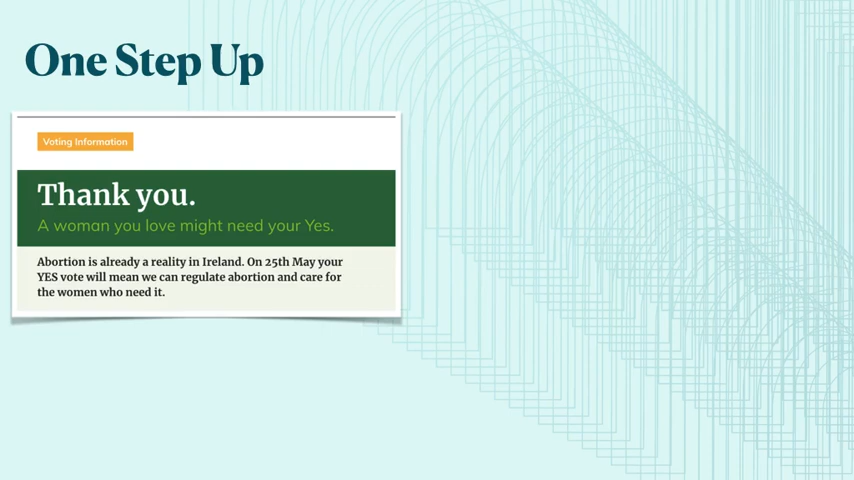 One Step Up
Voting Information
Thank you.
A woman you love might need your Yes.
Abortion is already a reality in Ireland. On 25th May your
YES vote will mean we can regulate abortion and care for
the women who need it.